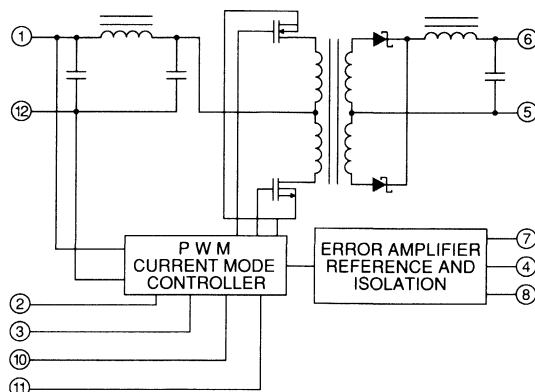 1
6
12
5
P W M
CURRENT MODE
CONTROLLER
ERROR AMPLIFIER
REFERENCE AND
ISOLATION
7
4
8
2
3
10
11